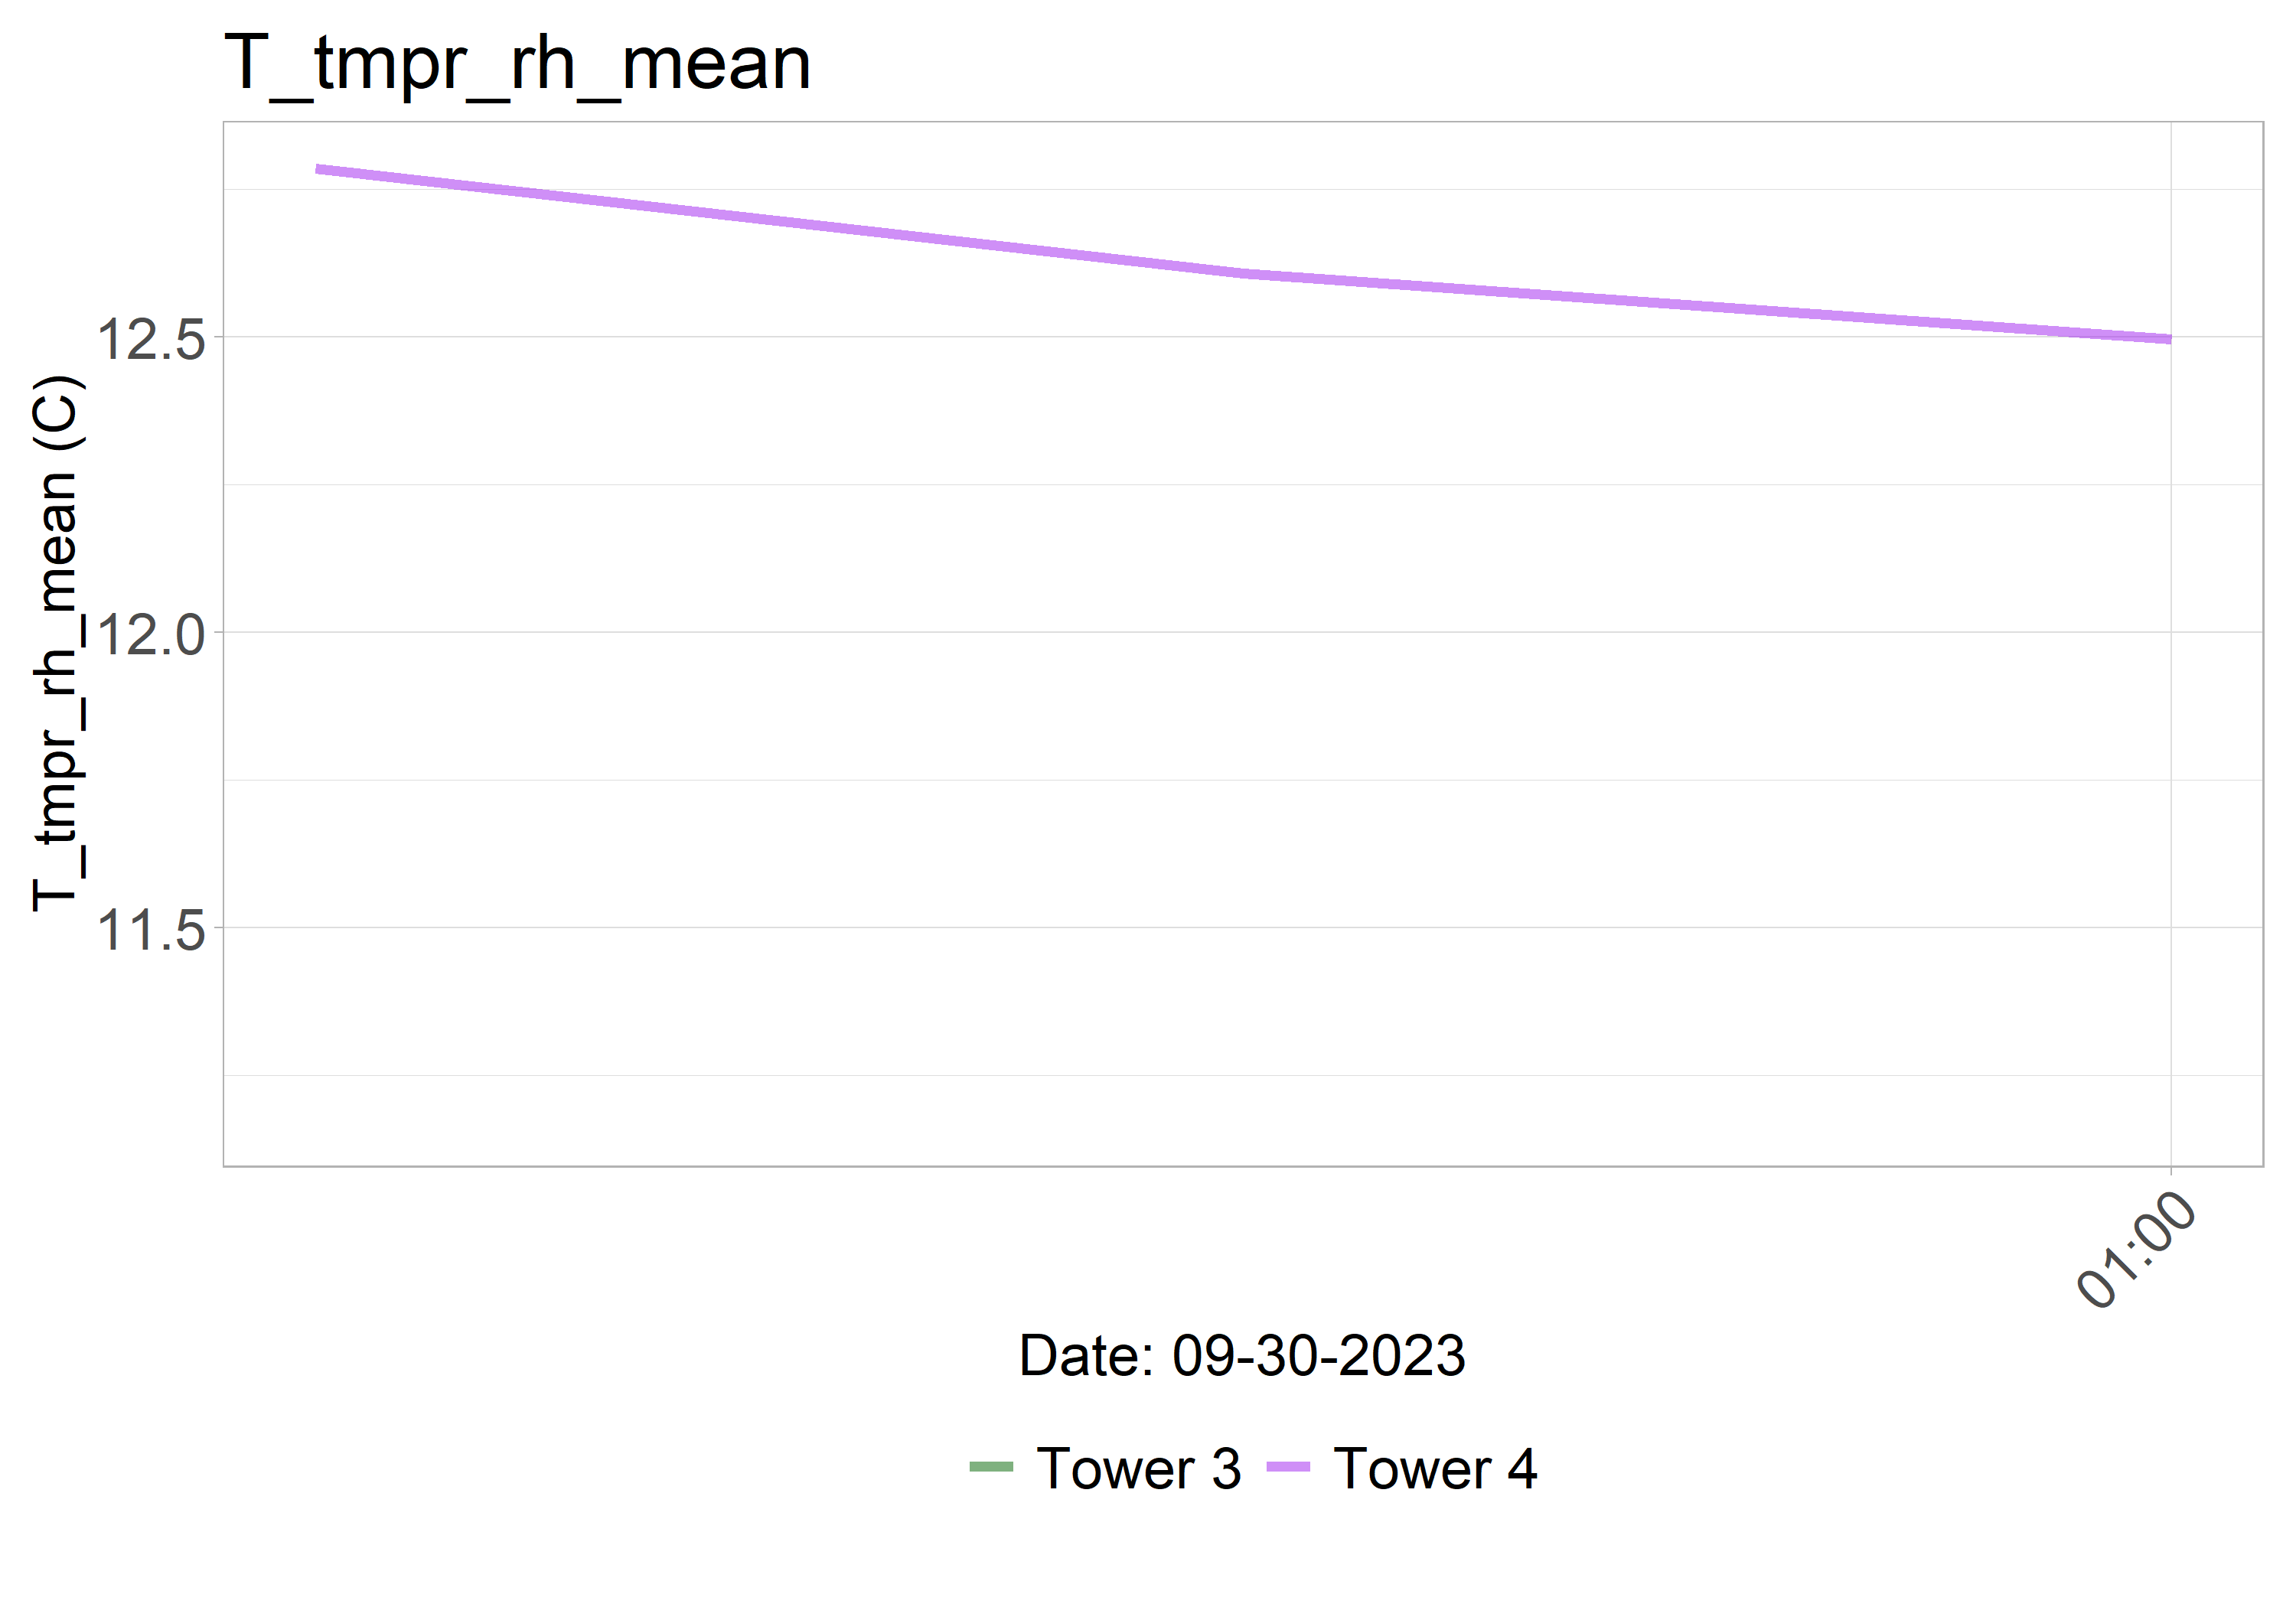 T_tmpr_rh_mean
T_tmpr_rh_mean (C)
12.5
12.0
11.5
01:00
Date: 09-30-2023
Tower 3 Tower 4